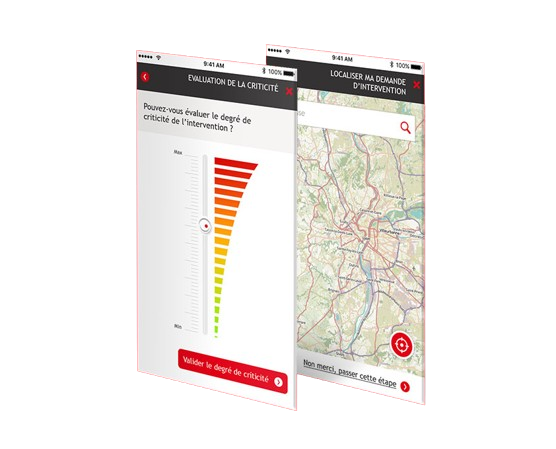 9:41 AM
100%
EVALUATION DE LA CRITICITÉ
Pouvez-vous évaluer le degré de
criticité de l'intervention ?
Max
Min
Valider le degré de criticité
9:41 AM
100%
LOCALISER MA DEMANDE
D'INTERVENTION
Non merci, passer cette étape